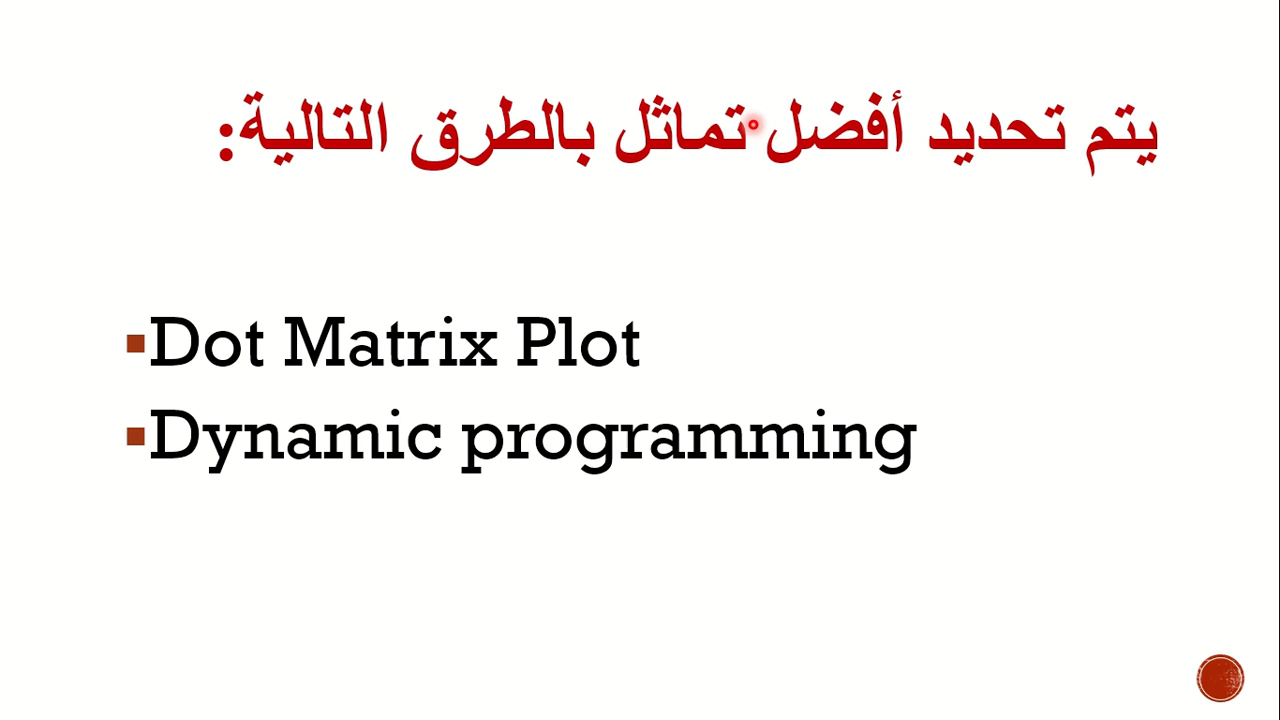 يتم تحديد أفضل تماثل بالطرق التالية:
Dot Matrix Plot
Dynamic programming